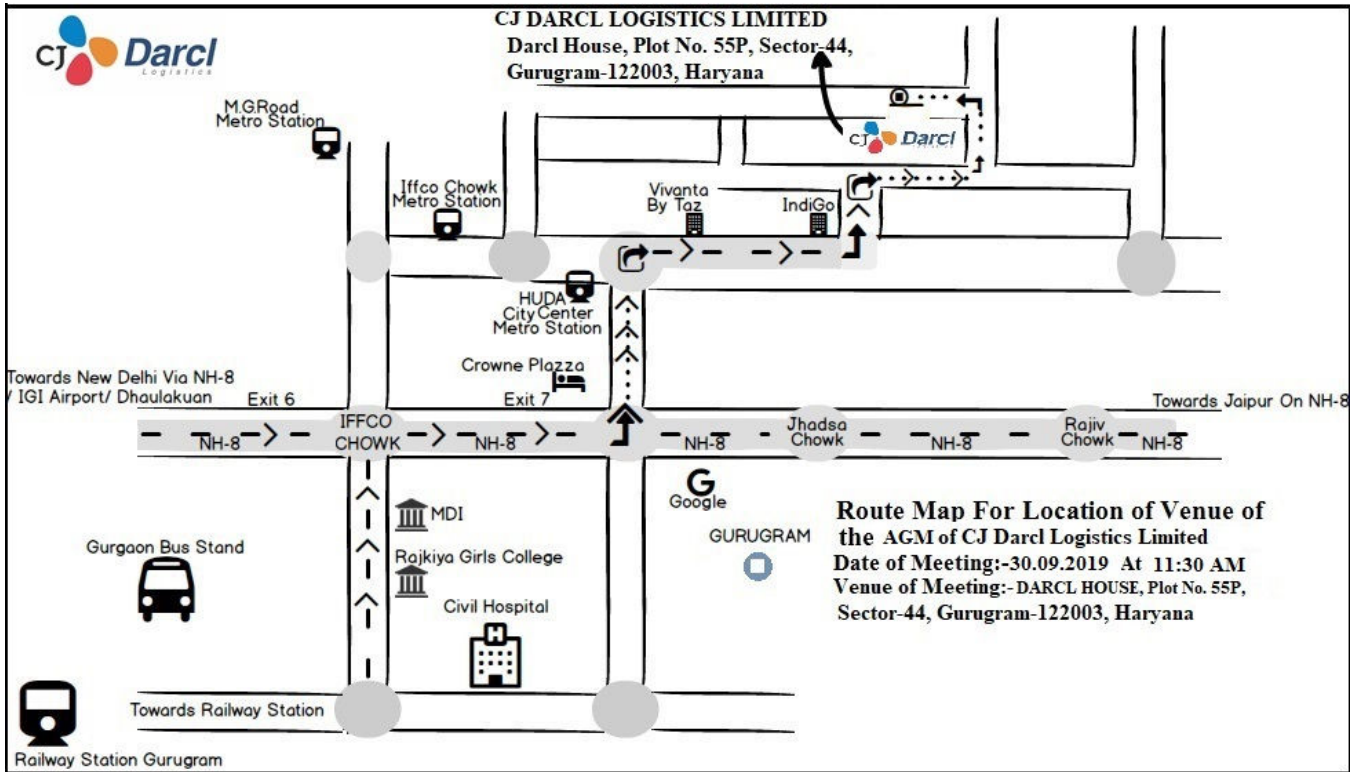 CJ Darcl
Logistics
CJ DARCL LOGISTICS LIMITED
Darcl House, Plot No. 55P, Sector-44,
Gurugram-122003, Haryana
M.G.Road
Metro Station
CJ Darcl
Iffco Chowk
Metro Station
Vivanta
By Taz
IndiGo
HUDA
City Center
Metro Station
Crowne Plazza
Towards New Delhi Via NH-8
/ IGI Airport/ Dhaulakuan
Exit 6
Exit 7
Towards Jaipur On NH-8
NH-8
IFFCO
CHOWK
NH-8
NH-8
Jhadsa
Chowk
NH-8
Rajiv
Chowk
NH-8
G
Google
MDI
GURUGRAM
Gurgaon Bus Stand
Rajkiya Girls College
Civil Hospital
H
Route Map For Location of Venue of
the AGM of CJ Darcl Logistics Limited
Date of Meeting:-30.09.2019 At 11:30 AM
Venue of Meeting:- DARCL HOUSE, Plot No. 55P,
Sector-44, Gurugram-122003, Haryana
Towards Railway Station
Railway Station Gurugram